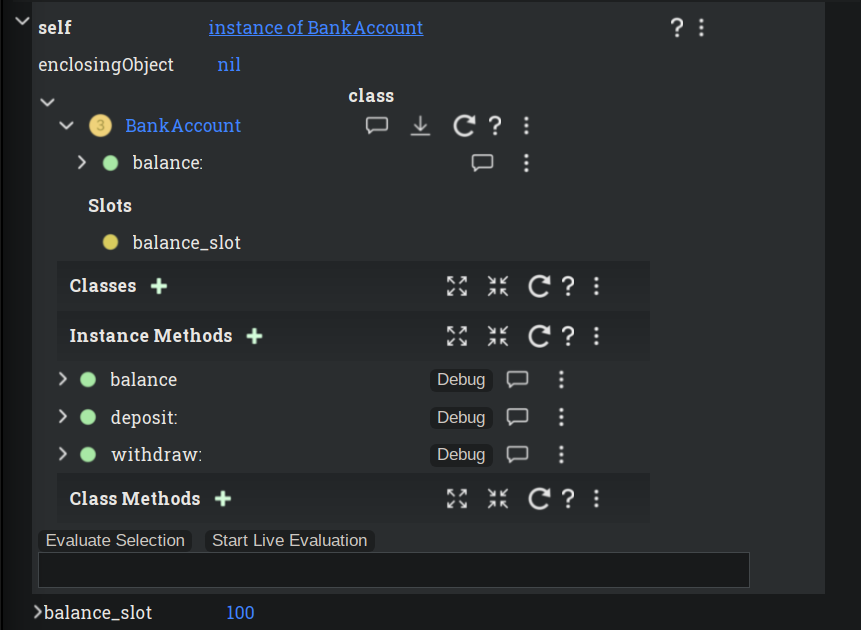 self instance of BankAccount ?
enclosingObject nil
class
3 BankAccount ?
balance:
Slots
balance_slot
Classes + ?
Instance Methods + ?
balance Debug
deposit: Debug
withdraw: Debug
Class Methods + ?
Evaluate Selection Start Live Evaluation
balance_slot 100